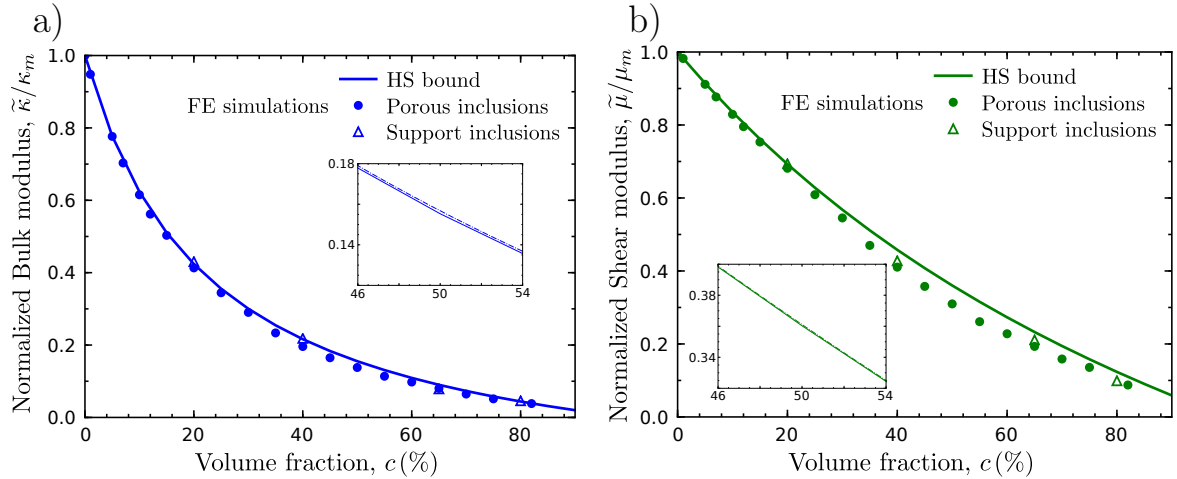 a)
Normalized Bulk modulus, κ̃/κ_m
1.0
0.8
0.6
0.4
0.2
0.0
0 20 40 60 80
Volume fraction, c (%)
HS bound
FE simulations
Porous inclusions
Support inclusions
0.18
0.14
46 50 54
b)
Normalized Shear modulus, μ̃/μ_m
1.0
0.8
0.6
0.4
0.2
0.0
0 20 40 60 80
Volume fraction, c (%)
HS bound
FE simulations
Porous inclusions
Support inclusions
0.38
0.34
46 50 54